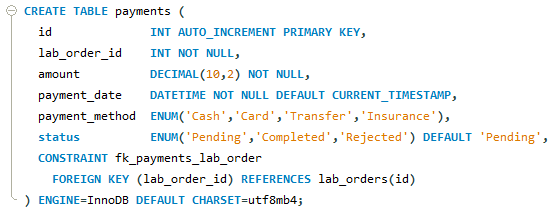 CREATE TABLE payments (
id INT AUTO_INCREMENT PRIMARY KEY,
lab_order_id INT NOT NULL,
amount DECIMAL(10,2) NOT NULL,
payment_date DATETIME NOT NULL DEFAULT CURRENT_TIMESTAMP,
payment_method ENUM('Cash','Card','Transfer','Insurance'),
status ENUM('Pending','Completed','Rejected') DEFAULT 'Pending',
CONSTRAINT fk_payments_lab_order
FOREIGN KEY (lab_order_id) REFERENCES lab_orders(id)
) ENGINE=InnoDB DEFAULT CHARSET=utf8mb4;